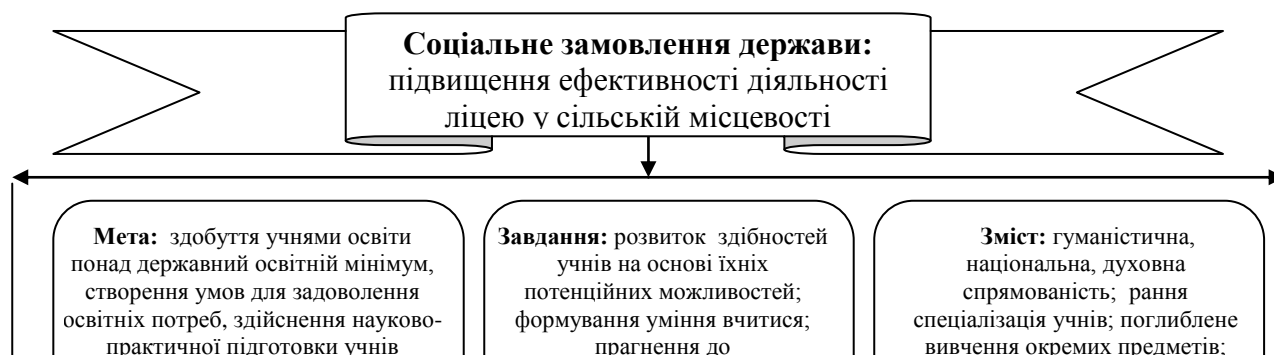 Соціальне замовлення держави:
підвищення ефективності діяльності
ліцею у сільській місцевості
Мета: здобуття учнями освіти
понад державний освітній мінімум,
створення умов для задоволення
освітніх потреб, здійснення науково-
практичної підготовки учнів
Завдання: розвиток здібностей
учнів на основі їхніх
потенційних можливостей;
формування уміння вчитися;
прагнення до
Зміст: гуманістична,
національна, духовна
спрямованість; рання
спеціалізація учнів; поглиблене
вивчення окремих предметів;